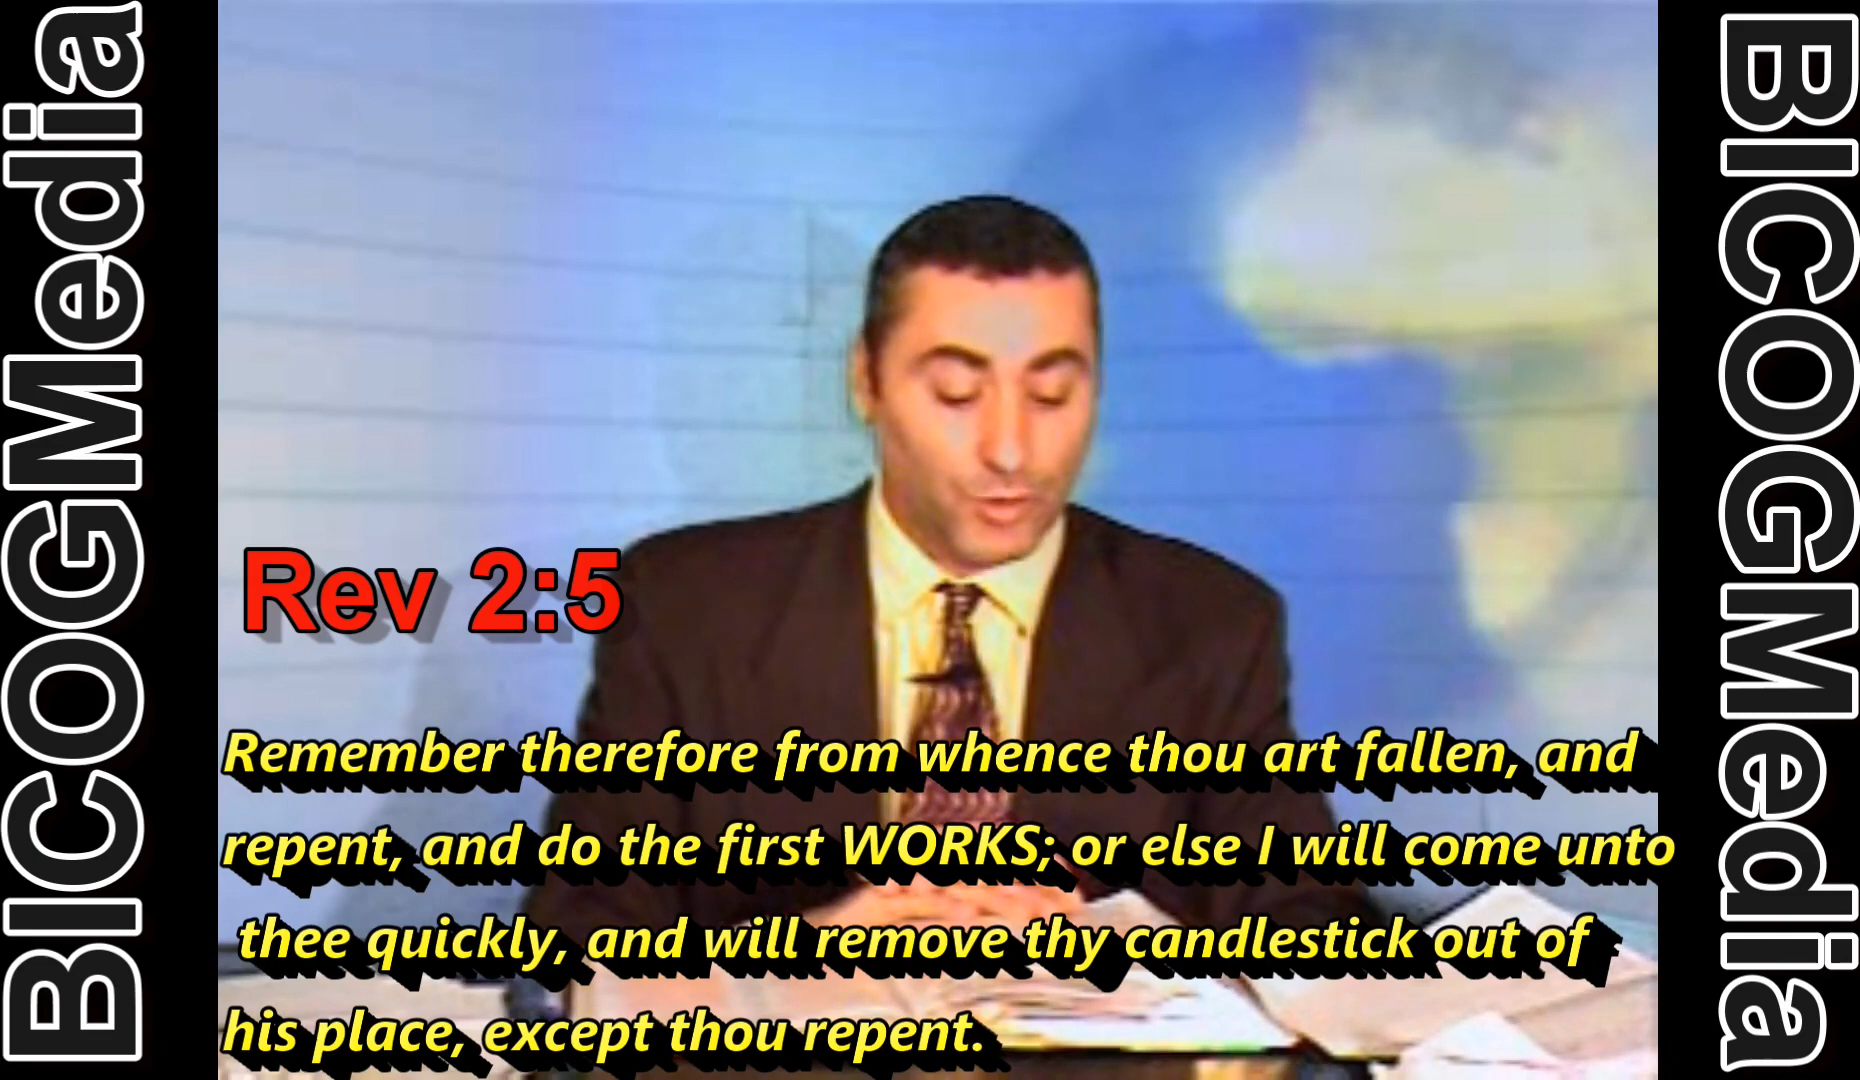 BICOGMedia
BICOGMedia
Rev 2:5
Remember therefore from whence thou art fallen, and
repent, and do the first WORKS; or else I will come unto
thee quickly, and will remove thy candlestick out of
his place, except thou repent.